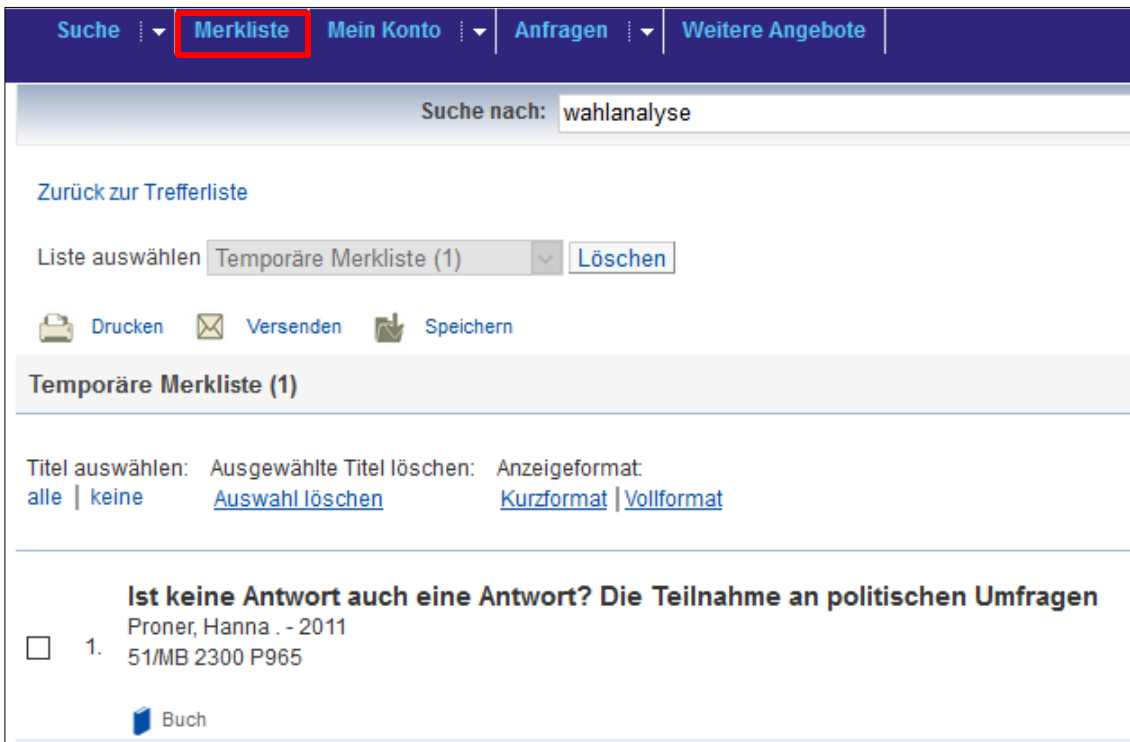 Suche Merkliste Mein Konto Anfragen Weitere Angebote
Suche nach: wahlanalyse
Zurück zur Trefferliste
Liste auswählen Temporäre Merkliste (1) Löschen
Drucken Versenden Speichern
Temporäre Merkliste (1)
Titel auswählen: Ausgewählte Titel löschen: Anzeigeformat:
alle | keine Auswahl löschen Kurzformat | Vollformat
Ist keine Antwort auch eine Antwort? Die Teilnahme an politischen Umfragen
Proner, Hanna . - 2011
1.
51/MB 2300 P965
Buch